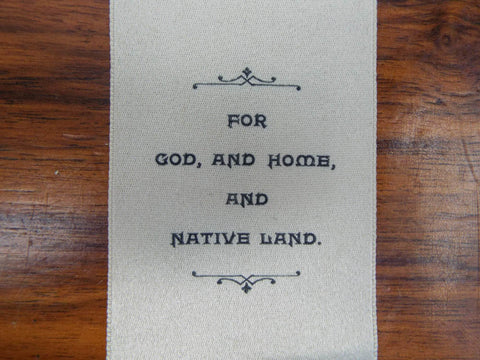 FOR
GOD, AND HOME,
AND
NATIVE LAND.